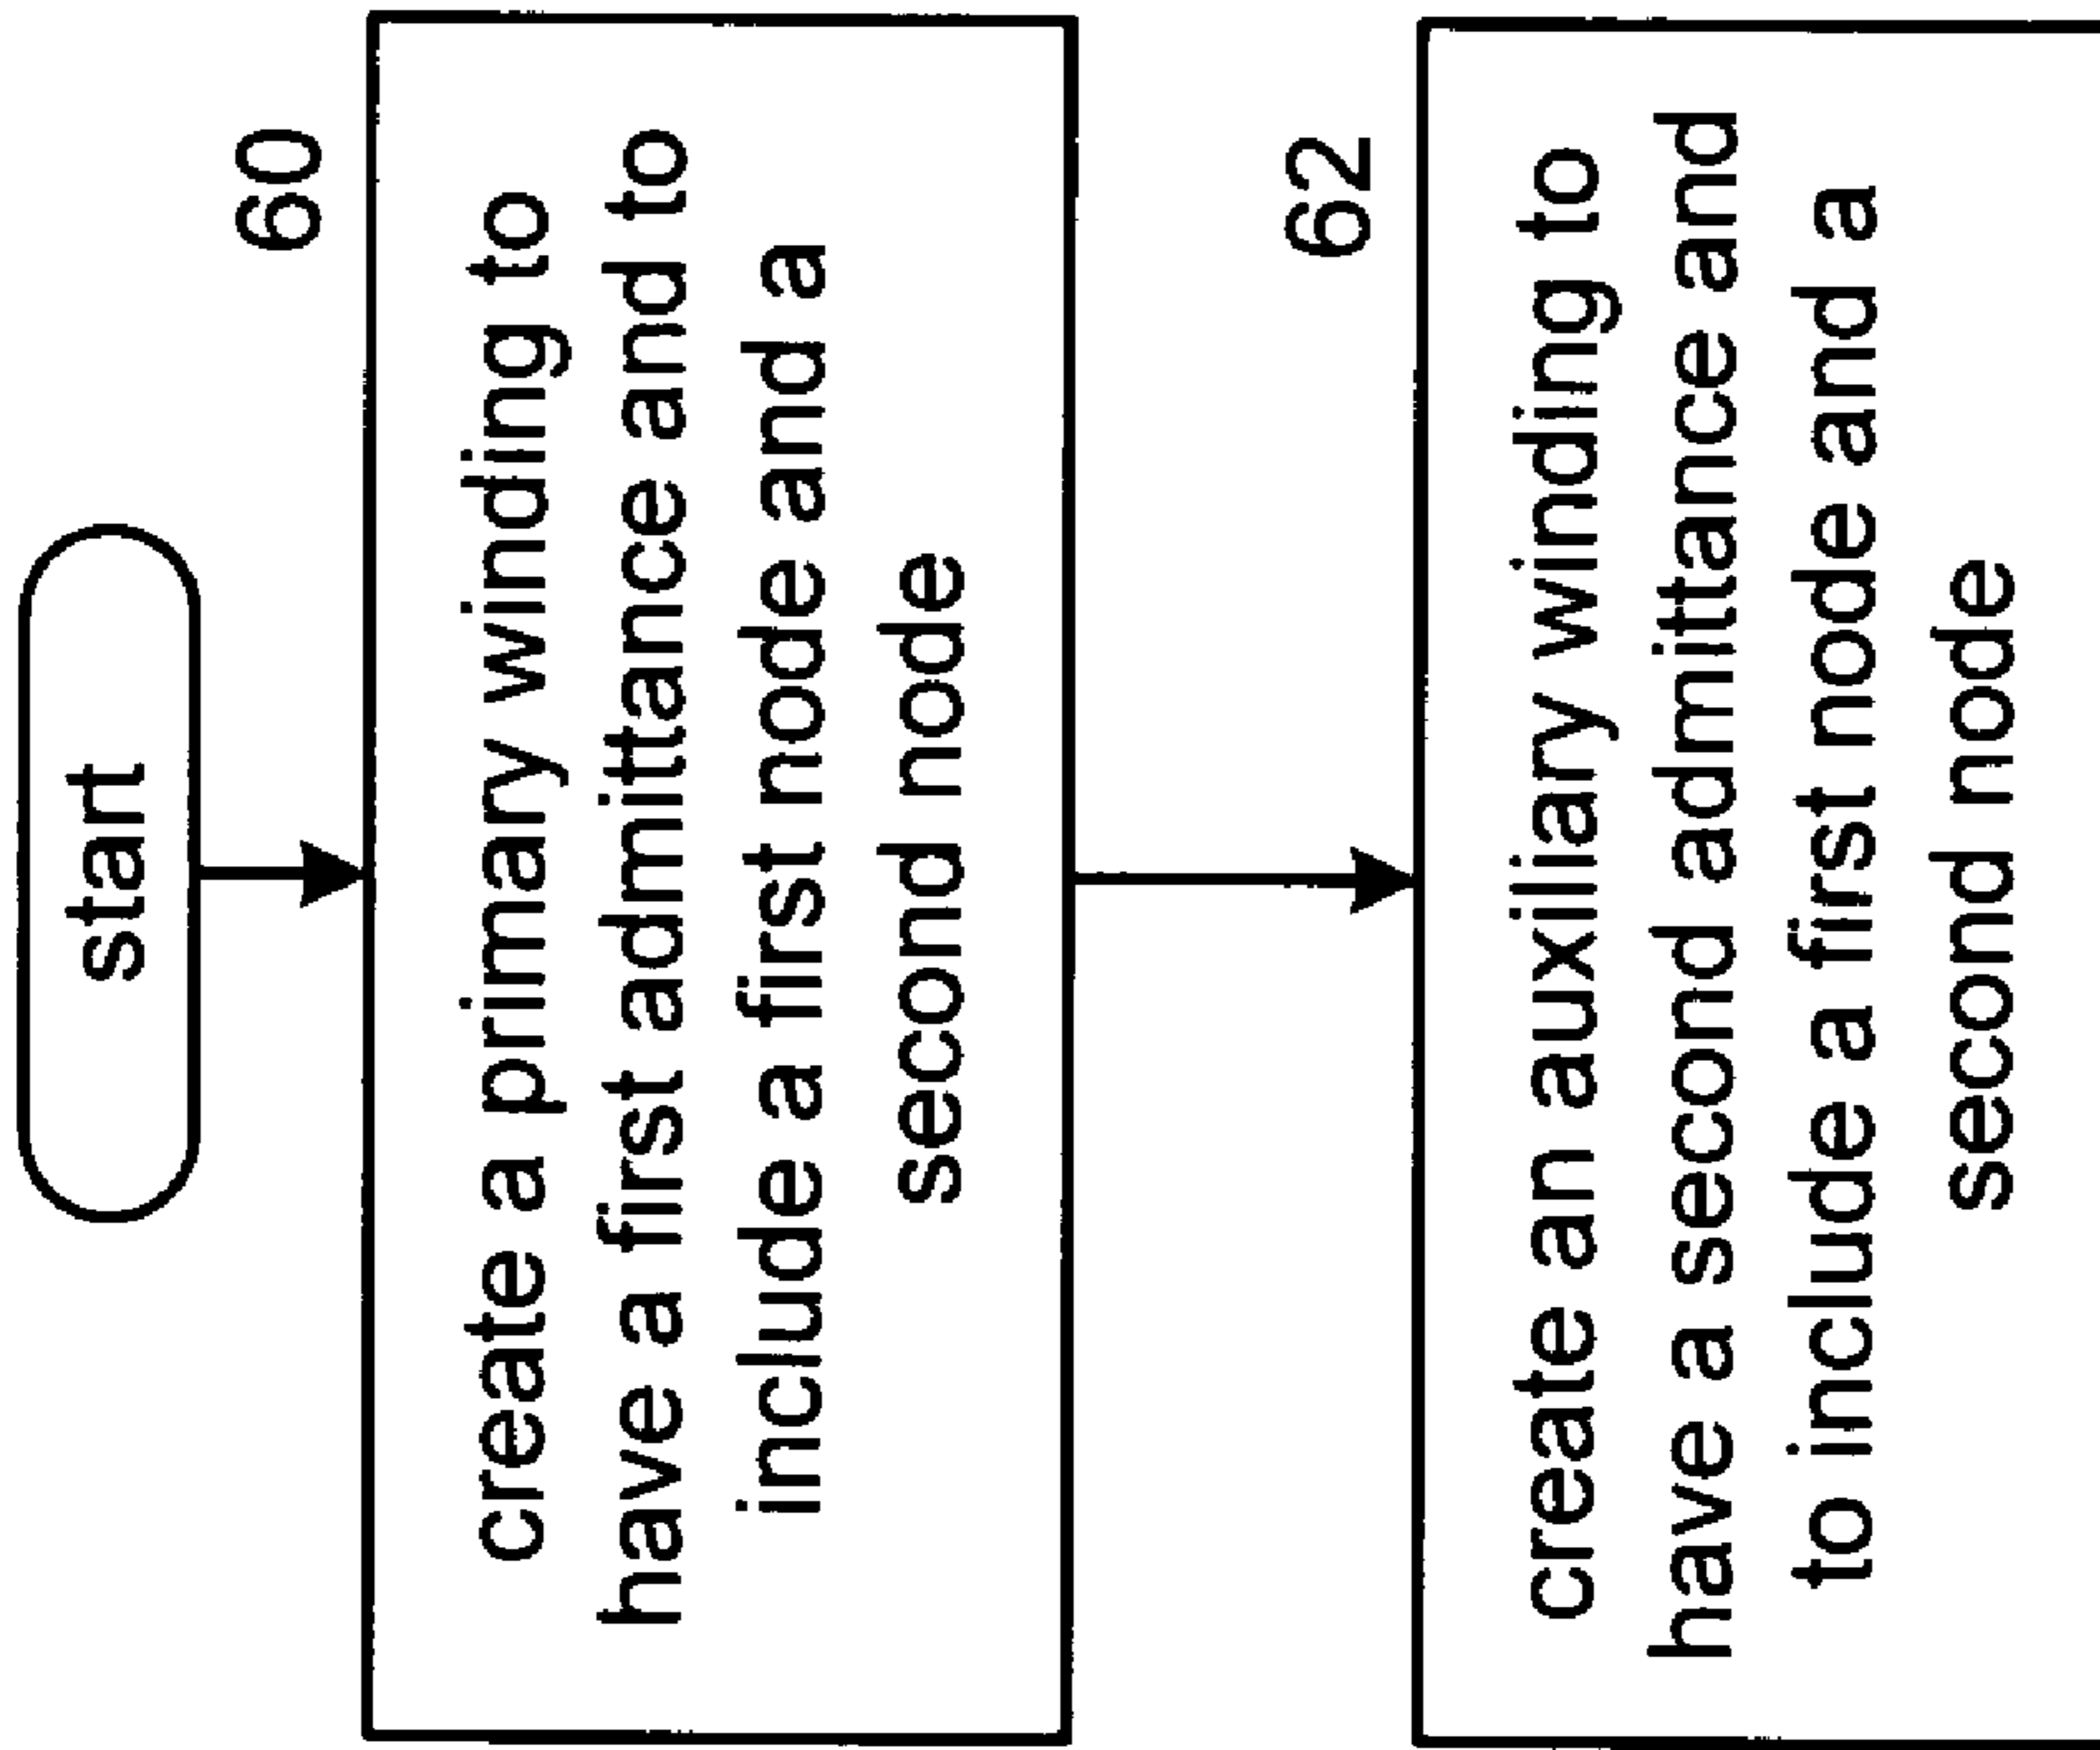 start
60
create a primary winding to
have a first admittance and to
include a first node and a
second node
62
create an auxiliary winding to
have a second admittance and
to include a first node and a
second node